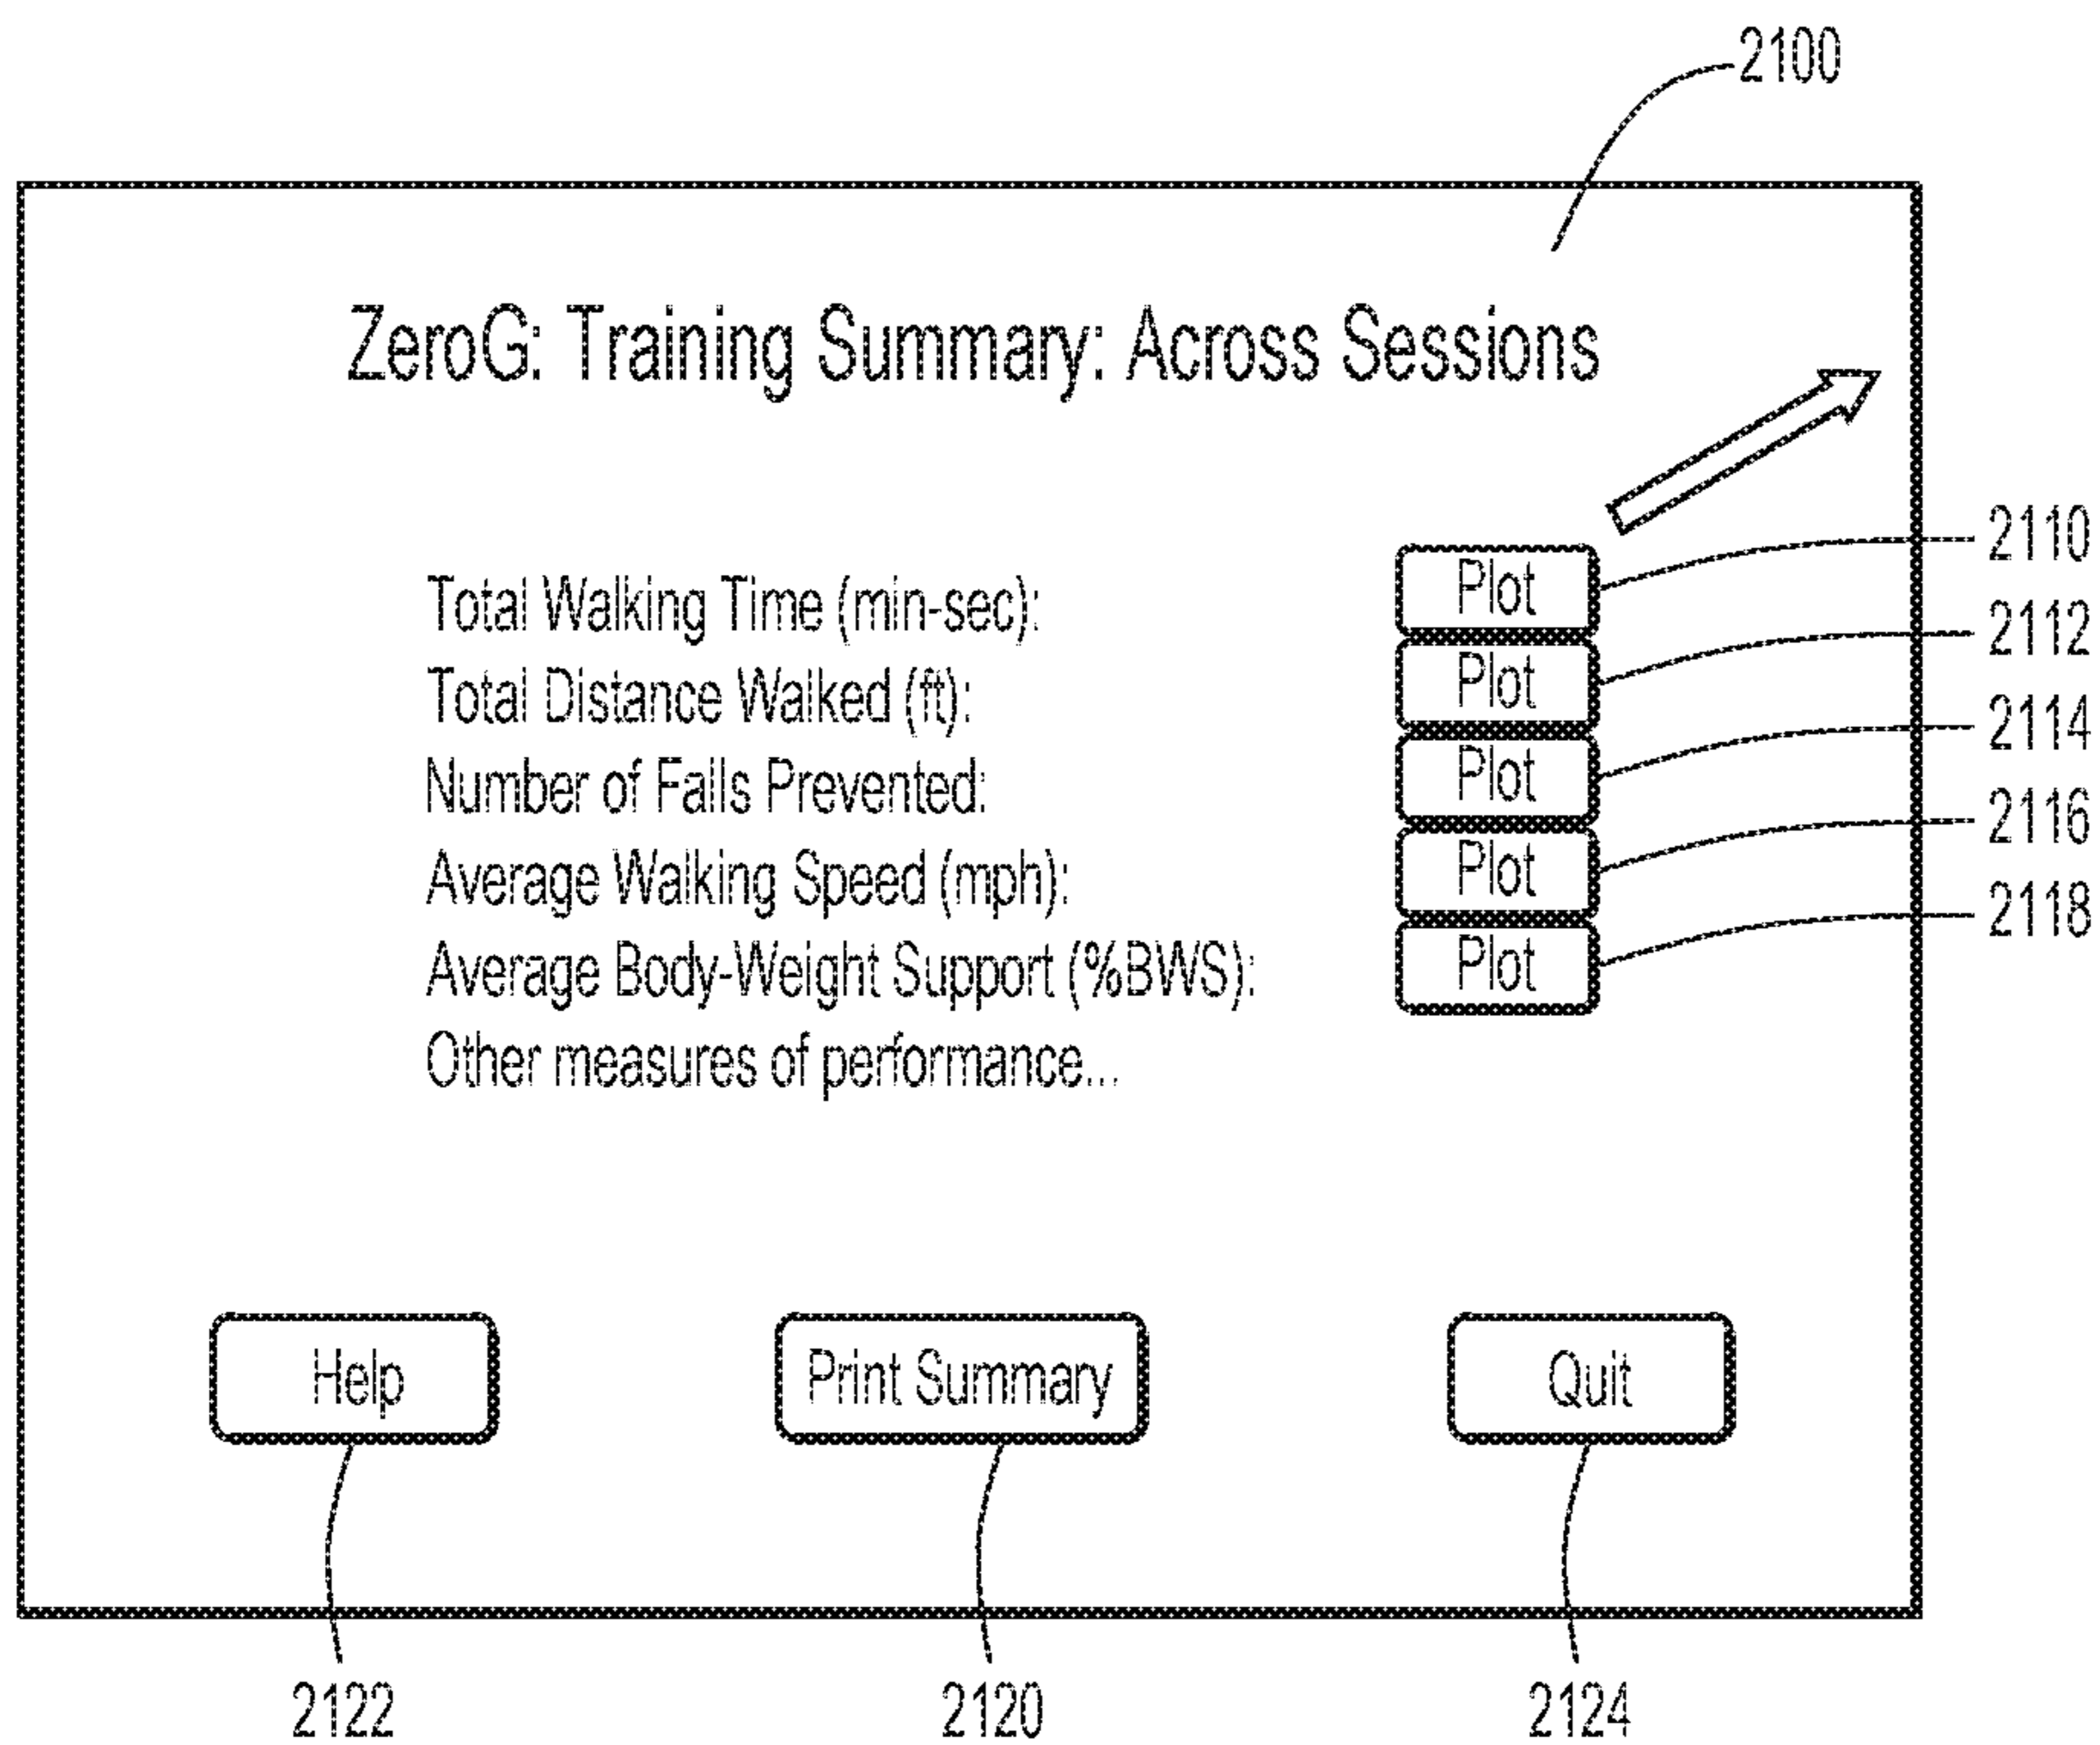 2100
ZeroG: Training Summary: Across Sessions
Total Walking Time (min-sec): Plot 2110
Total Distance Walked (ft): Plot 2112
Number of Falls Prevented: Plot 2114
Average Walking Speed (mph): Plot 2116
Average Body-Weight Support (%BWS): Plot 2118
Other measures of performance...
Help Print Summary Quit
2122 2120 2124